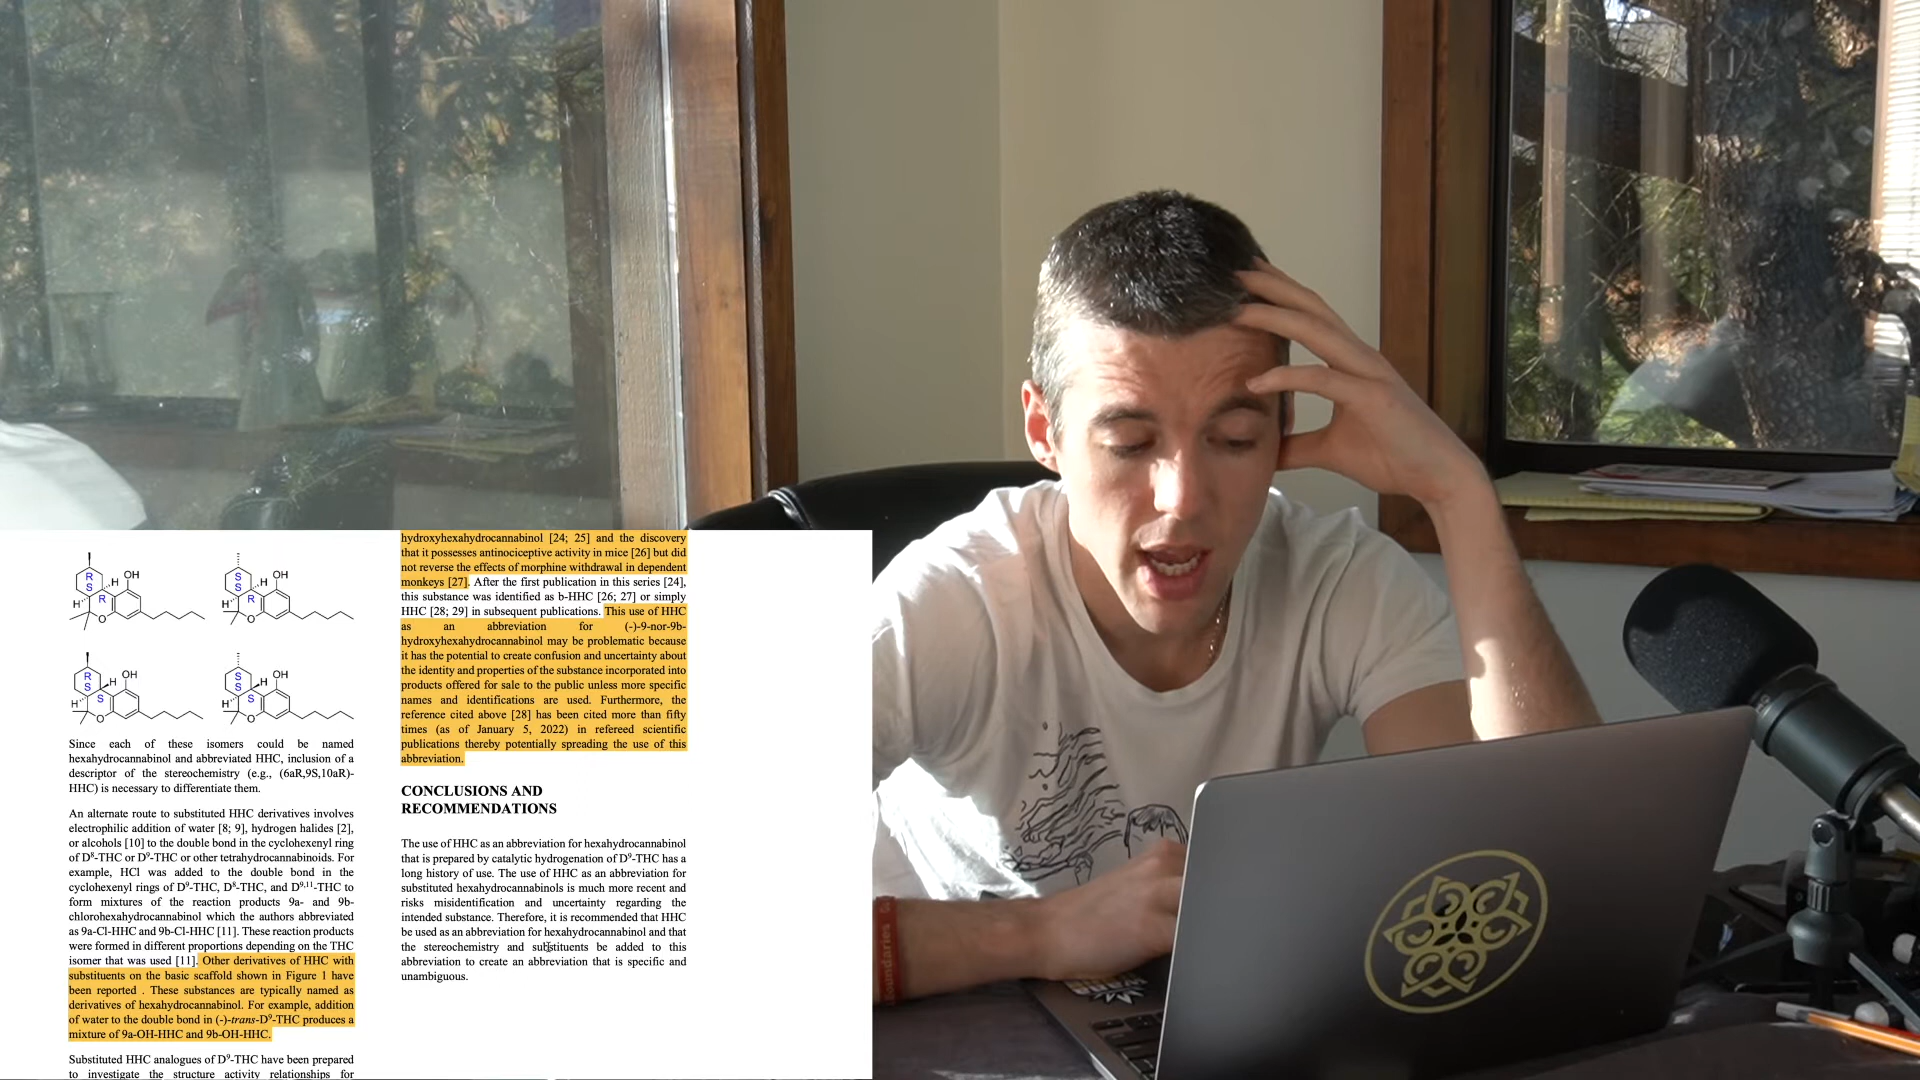 R
S
H
OH
H
R
O
S
S
H
OH
H
R
O
R
S
H
OH
H
S
O
S
S
H
OH
H
S
O
Since each of these isomers could be named
hexahydrocannabinol and abbreviated HHC, inclusion of a
descriptor of the stereochemistry (e.g., (6aR,9S,10aR)-
HHC) is necessary to differentiate them.
An alternate route to substituted HHC derivatives involves
electrophilic addition of water [8; 9], hydrogen halides [2],
or alcohols [10] to the double bond in the cyclohexenyl ring
of D⁸-THC or D⁹-THC or other tetrahydrocannabinoids. For
example, HCl was added to the double bond in the
cyclohexenyl rings of D⁹-THC, D⁸-THC, and D⁹,¹¹-THC to
form mixtures of the reaction products 9a- and 9b-
chlorohexahydrocannabinol which the authors abbreviated
as 9a-Cl-HHC and 9b-Cl-HHC [11]. These reaction products
were formed in different proportions depending on the THC
isomer that was used [11]. Other derivatives of HHC with
substituents on the basic scaffold shown in Figure 1 have
been reported . These substances are typically named as
derivatives of hexahydrocannabinol. For example, addition
of water to the double bond in (-)-trans-D⁹-THC produces a
mixture of 9a-OH-HHC and 9b-OH-HHC.
Substituted HHC analogues of D⁹-THC have been prepared
to investigate the structure activity relationships for
hydroxyhexahydrocannabinol [24; 25] and the discovery
that it possesses antinociceptive activity in mice [26] but did
not reverse the effects of morphine withdrawal in dependent
monkeys [27]. After the first publication in this series [24],
this substance was identified as b-HHC [26; 27] or simply
HHC [28; 29] in subsequent publications. This use of HHC
as an abbreviation for (-)-9-nor-9b-
hydroxyhexahydrocannabinol may be problematic because
it has the potential to create confusion and uncertainty about
the identity and properties of the substance incorporated into
products offered for sale to the public unless more specific
names and identifications are used. Furthermore, the
reference cited above [28] has been cited more than fifty
times (as of January 5, 2022) in refereed scientific
publications thereby potentially spreading the use of this
abbreviation.
CONCLUSIONS AND
RECOMMENDATIONS
The use of HHC as an abbreviation for hexahydrocannabinol
that is prepared by catalytic hydrogenation of D⁹-THC has a
long history of use. The use of HHC as an abbreviation for
substituted hexahydrocannabinols is much more recent and
risks misidentification and uncertainty regarding the
intended substance. Therefore, it is recommended that HHC
be used as an abbreviation for hexahydrocannabinol and that
the stereochemistry and substituents be added to this
abbreviation to create an abbreviation that is specific and
unambiguous.